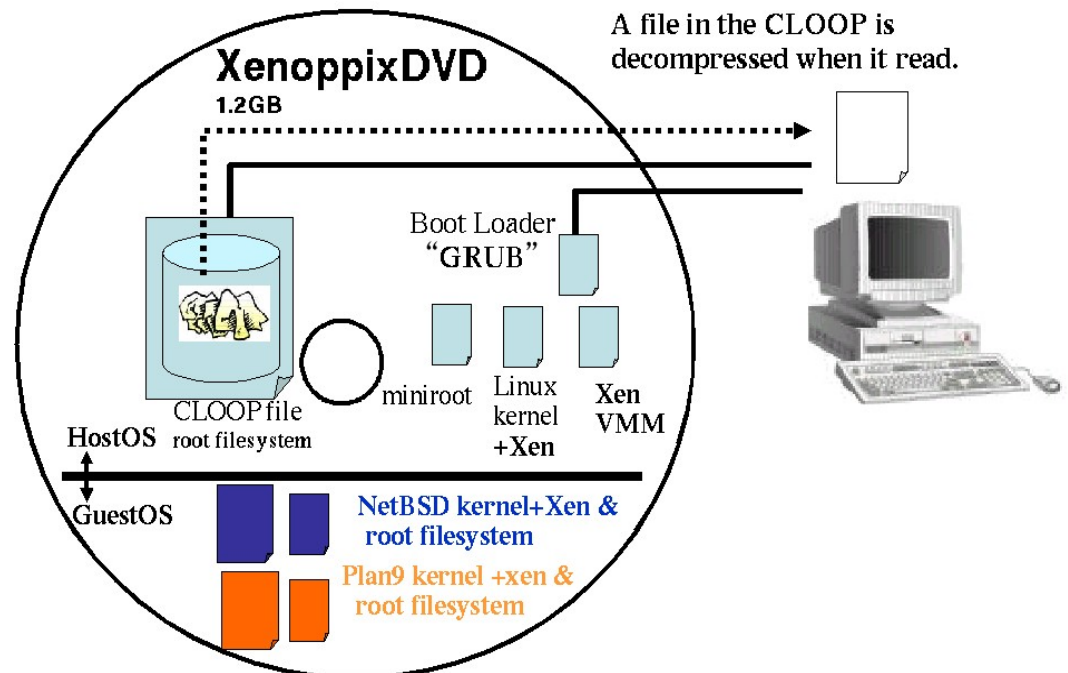 A file in the CLOOP is
decompressed when it read.
XenoppixDVD
1.2GB
Boot Loader
“GRUB”
miniroot
Linux
kernel
+Xen
Xen
VMM
CLOOP file
root filesystem
HostOS
GuestOS
NetBSD kernel+Xen &
root filesystem
Plan9 kernel +xen &
root filesystem